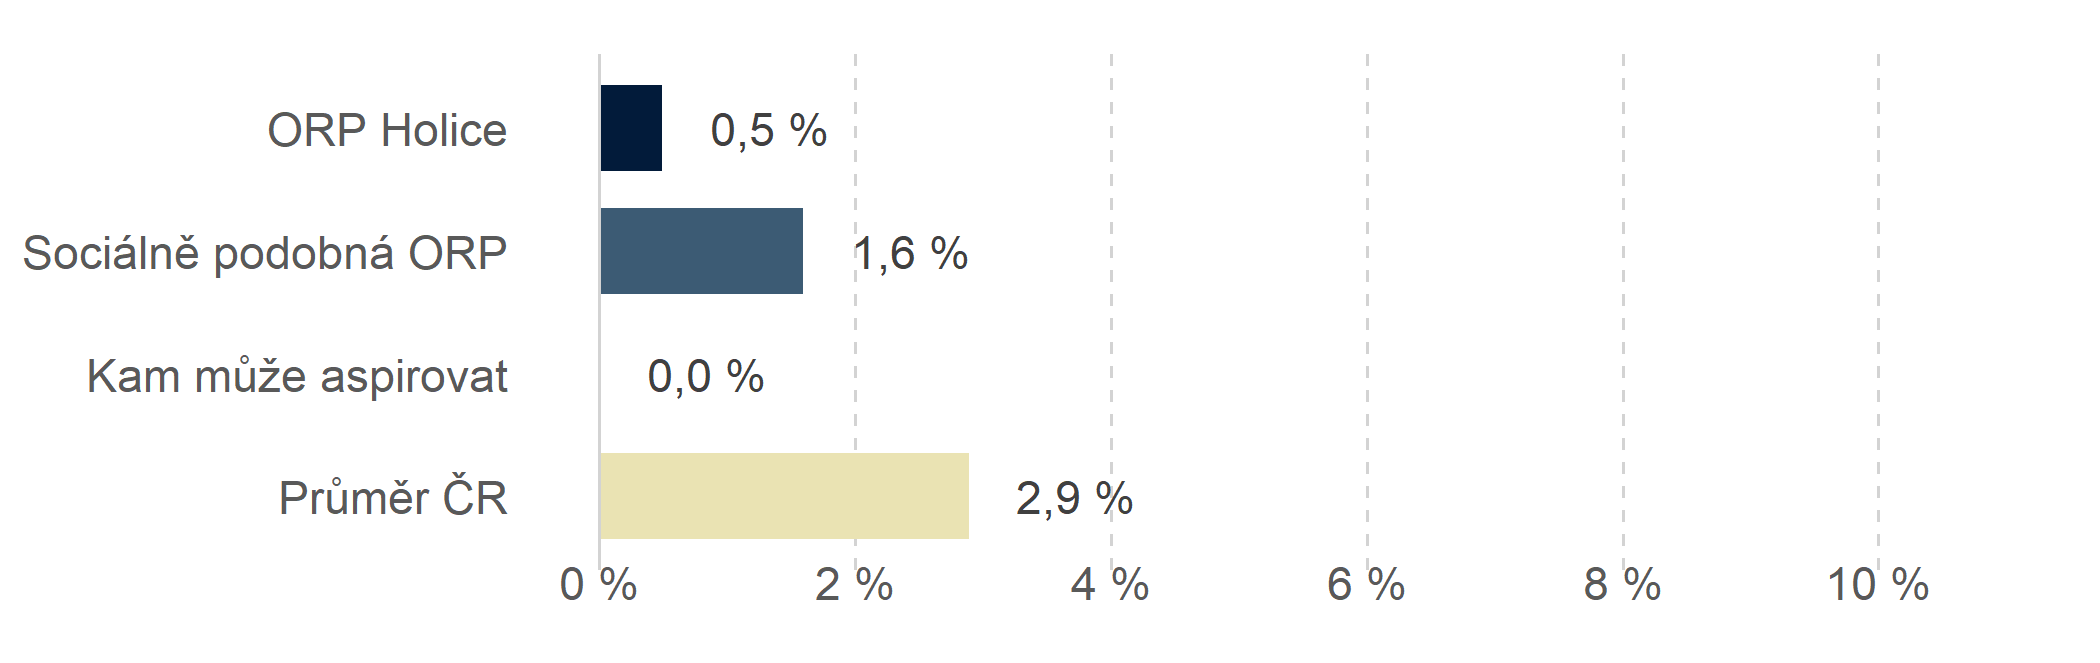 ORP Holice 0,5 %
Sociálně podobná ORP 1,6 %
Kam může aspirovat 0,0 %
Průměr ČR 2,9 %
0 % 2 % 4 % 6 % 8 % 10 %